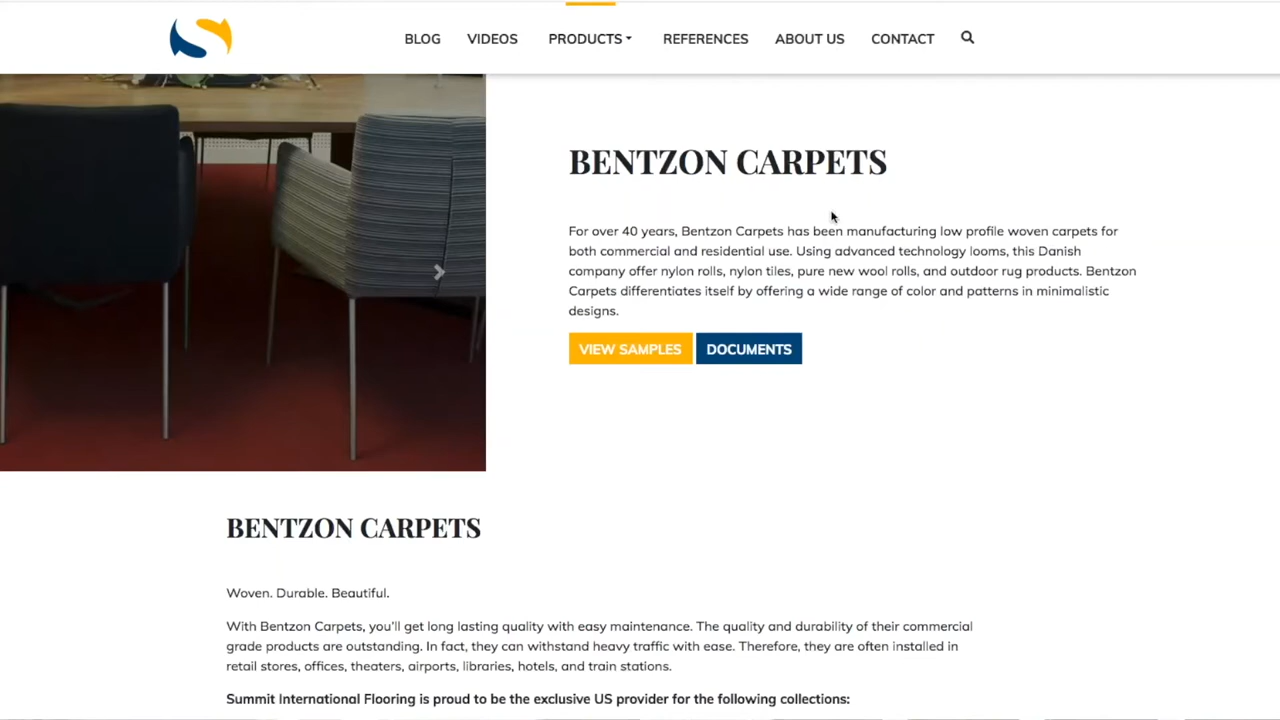 BLOG VIDEOS PRODUCTS REFERENCES ABOUT US CONTACT
BENTZON CARPETS
For over 40 years, Bentzon Carpets has been manufacturing low profile woven carpets for
both commercial and residential use. Using advanced technology looms, this Danish
company offer nylon rolls, nylon tiles, pure new wool rolls, and outdoor rug products. Bentzon
Carpets differentiates itself by offering a wide range of color and patterns in minimalistic
designs.
VIEW SAMPLES DOCUMENTS
BENTZON CARPETS
Woven. Durable. Beautiful.
With Bentzon Carpets, you'll get long lasting quality with easy maintenance. The quality and durability of their commercial
grade products are outstanding. In fact, they can withstand heavy traffic with ease. Therefore, they are often installed in
retail stores, offices, theaters, airports, libraries, hotels, and train stations.
Summit International Flooring is proud to be the exclusive US provider for the following collections: